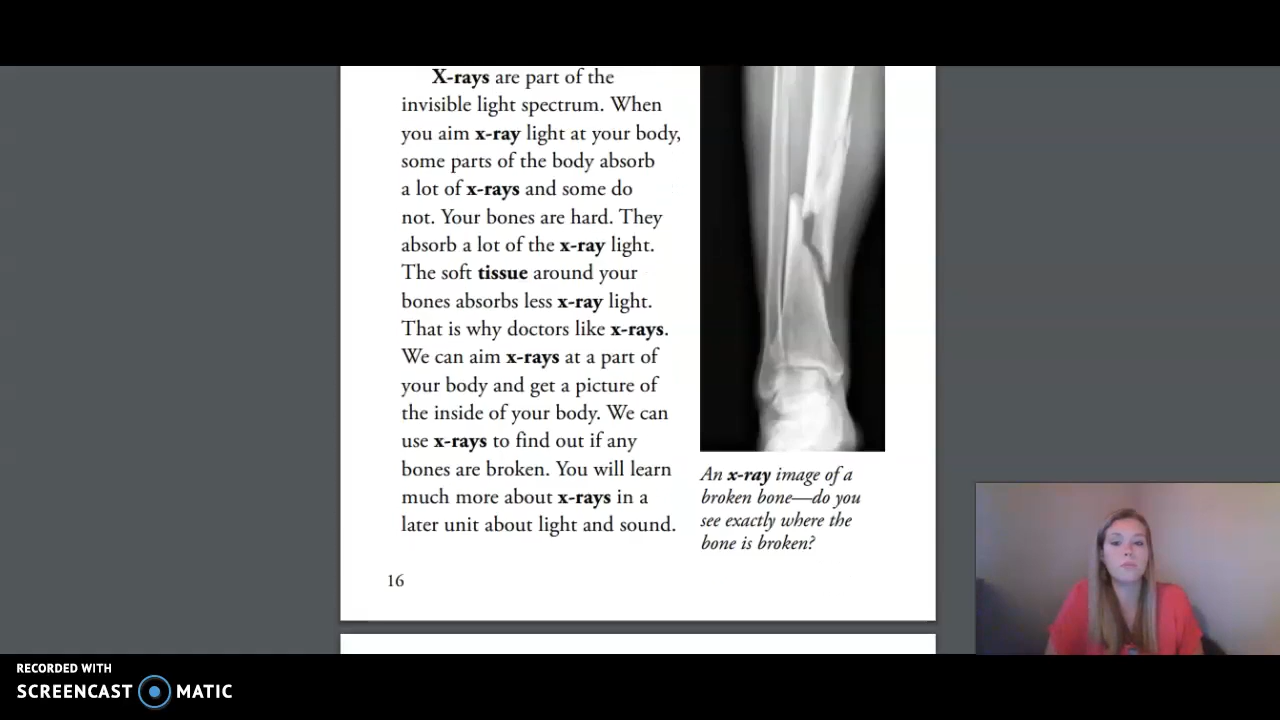 X-rays are part of the
invisible light spectrum. When
you aim x-ray light at your body,
some parts of the body absorb
a lot of x-rays and some do
not. Your bones are hard. They
absorb a lot of the x-ray light.
The soft tissue around your
bones absorbs less x-ray light.
That is why doctors like x-rays.
We can aim x-rays at a part of
your body and get a picture of
the inside of your body. We can
use x-rays to find out if any
bones are broken. You will learn
much more about x-rays in a
later unit about light and sound.
An x-ray image of a
broken bone—do you
see exactly where the
bone is broken?
16
RECORDED WITH
SCREENCAST MATIC